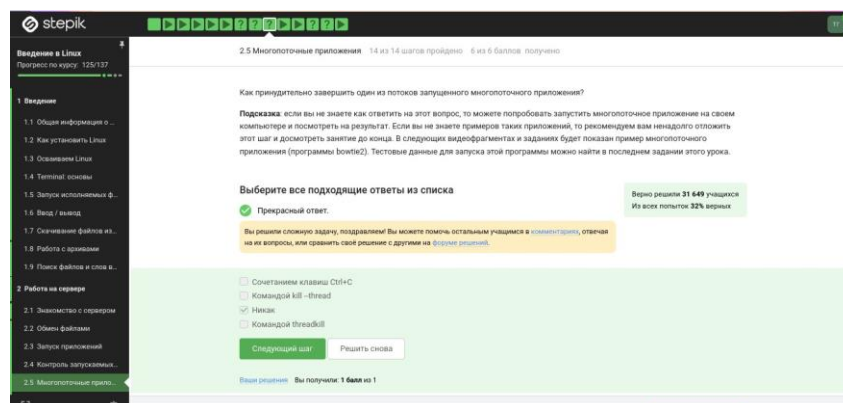 stepik
ТГ
Введение в Linux
Прогресс по курсу: 125/137
1 Введение
1.1 Общая информация о ...
1.2 Как установить Linux
1.3 Осваиваем Linux
1.4 Terminal: основы
1.5 Запуск исполняемых ф...
1.6 Ввод / вывод
1.7 Скачивание файлов из...
1.8 Работа с архивами
1.9 Поиск файлов и слов в...
2 Работа на сервере
2.1 Знакомство с сервером
2.2 Обмен файлами
2.3 Запуск приложений
2.4 Контроль запускаемых...
2.5 Многопоточные прило...
2.5 Многопоточные приложения 14 из 14 шагов пройдено 6 из 6 баллов получено
Как принудительно завершить один из потоков запущенного многопоточного приложения?
Подсказка: если вы не знаете как ответить на этот вопрос, то можете попробовать запустить многопоточное приложение на своем
компьютере и посмотреть на результат. Если вы не знаете примеров таких приложений, то рекомендуем вам ненадолго отложить
этот шаг и досмотреть занятие до конца. В следующих видеофрагментах и заданиях будет показан пример многопоточного
приложения (программы bowtie2). Тестовые данные для запуска этой программы можно найти в последнем задании этого урока.
Выберите все подходящие ответы из списка
Верно решили 31 649 учащихся
Из всех попыток 32% верных
Прекрасный ответ.
Вы решили сложную задачу, поздравляем! Вы можете помочь остальным учащимся в комментариях, отвечая
на их вопросы, или сравнить своё решение с другими на форуме решений.
Сочетанием клавиш Ctrl+C
Командой kill –thread
Никак
Командой threadkill
Следующий шаг
Решить снова
Ваши решения Вы получили: 1 балл из 1